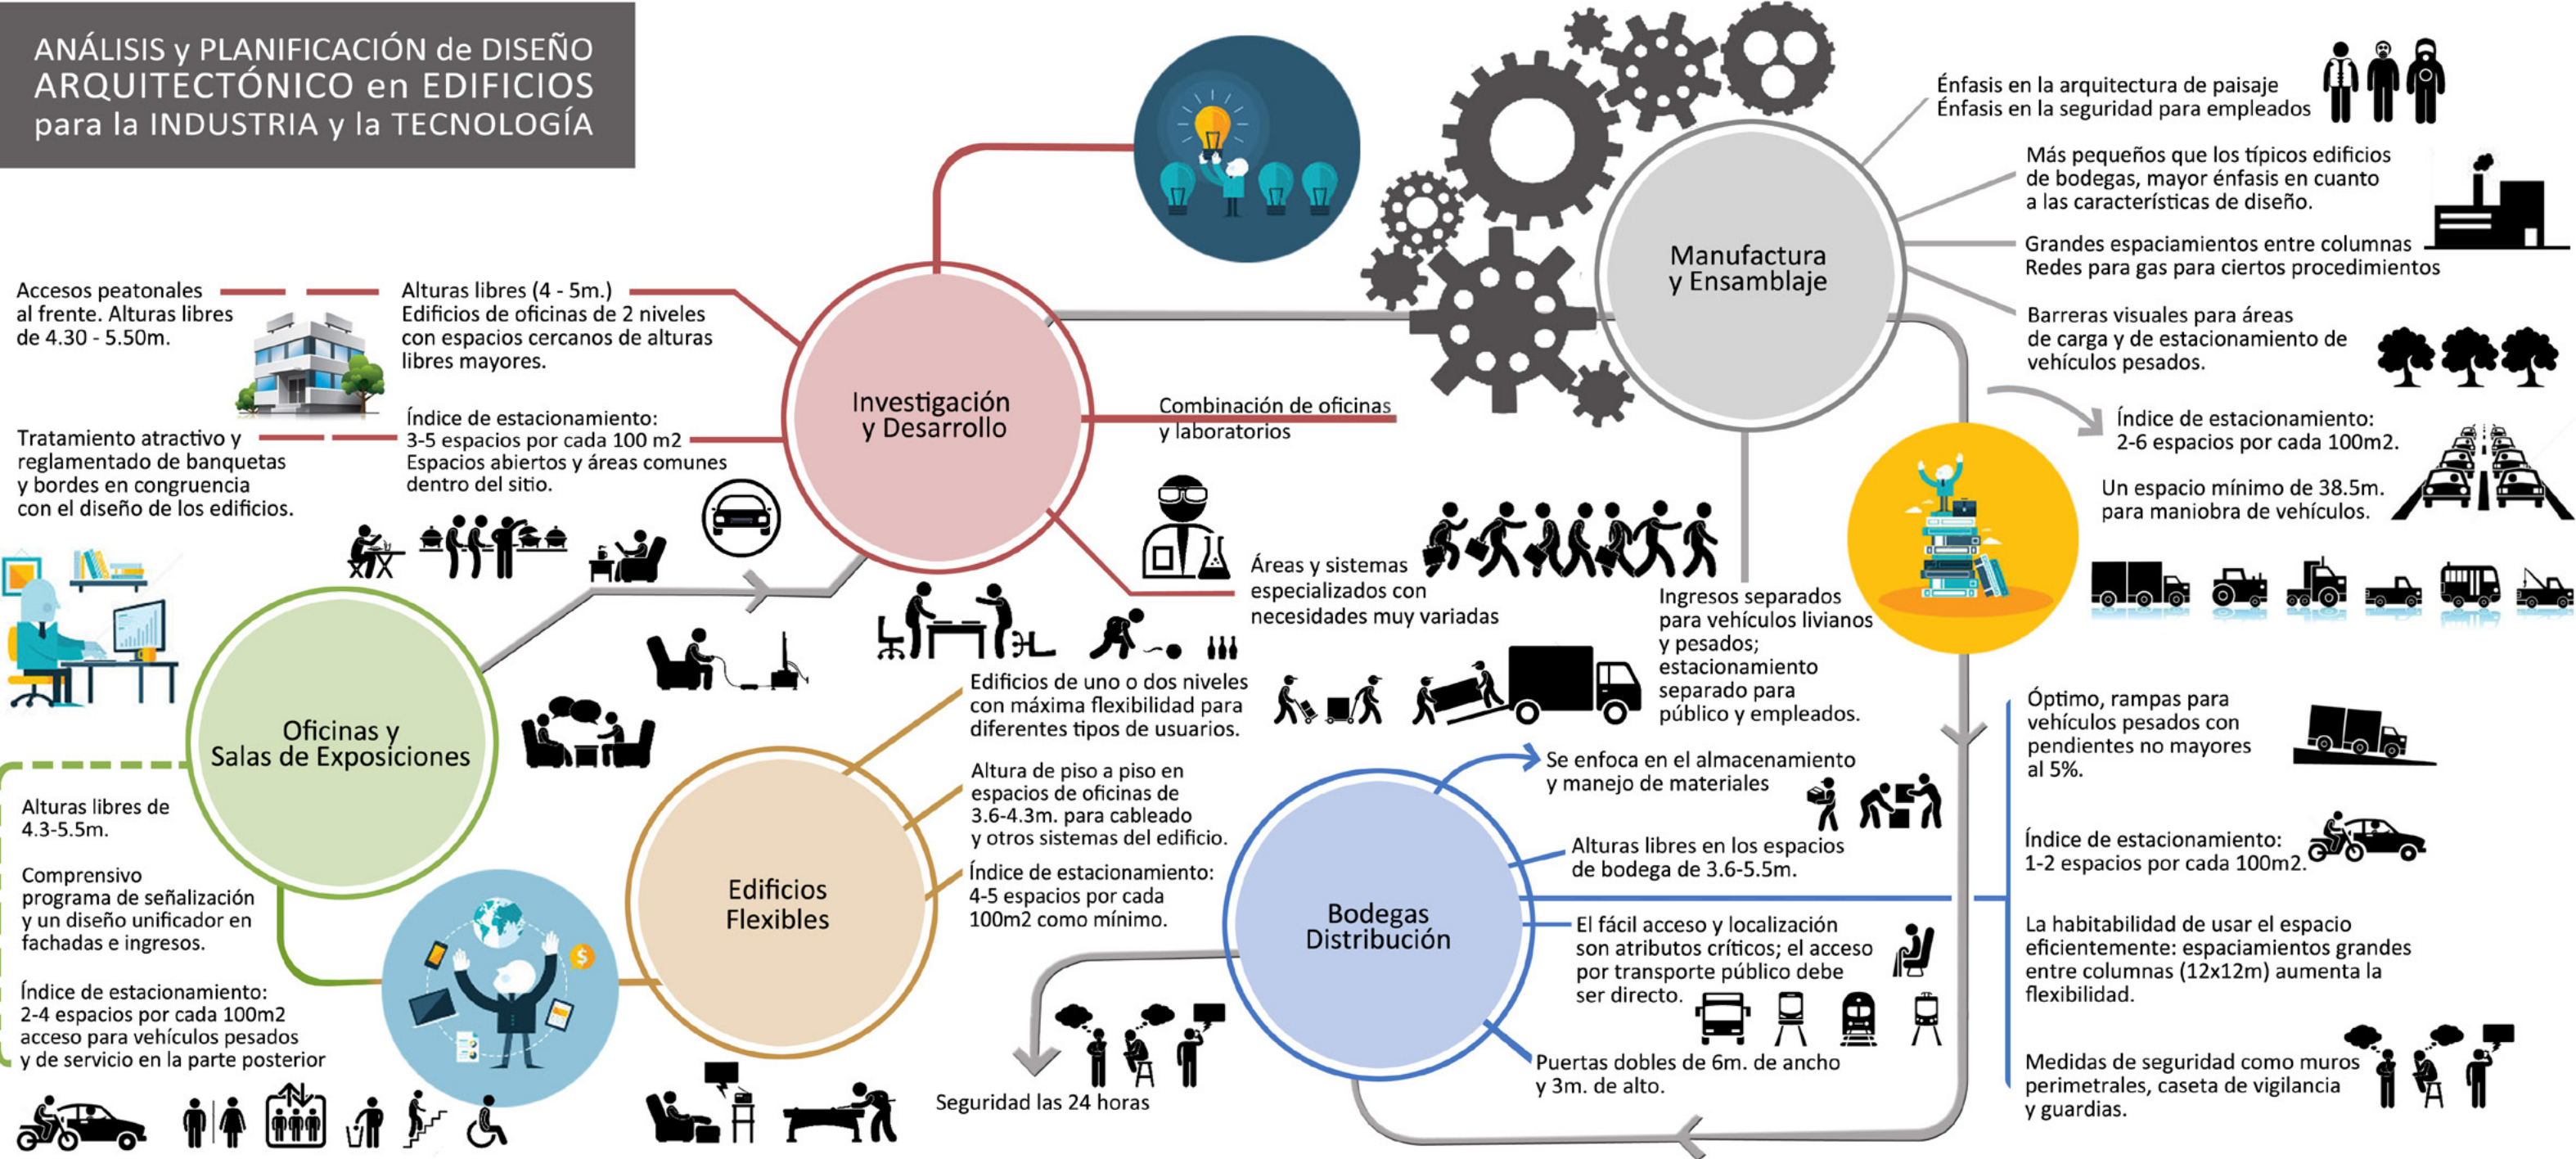 ANÁLISIS y PLANIFICACIÓN de DISEÑO
ARQUITECTÓNICO en EDIFICIOS
para la INDUSTRIA y la TECNOLOGÍA
Accesos peatonales
al frente. Alturas libres
de 4.30 - 5.50m.
Tratamiento atractivo y
reglamentado de banquetas
y bordes en congruencia
con el diseño de los edificios.
Alturas libres (4 - 5m.)
Edificios de oficinas de 2 niveles
con espacios cercanos de alturas
libres mayores.
Índice de estacionamiento:
3-5 espacios por cada 100 m2
Espacios abiertos y áreas comunes
dentro del sitio.
Investigación
y Desarrollo
Combinación de oficinas
y laboratorios
Áreas y sistemas
especializados con
necesidades muy variadas
Manufactura
y Ensamblaje
Énfasis en la arquitectura de paisaje
Énfasis en la seguridad para empleados
Más pequeños que los típicos edificios
de bodegas, mayor énfasis en cuanto
a las características de diseño.
Grandes espaciamientos entre columnas
Redes para gas para ciertos procedimientos
Barreras visuales para áreas
de carga y de estacionamiento de
vehículos pesados.
Índice de estacionamiento:
2-6 espacios por cada 100m2.
Un espacio mínimo de 38.5m.
para maniobra de vehículos.
Ingresos separados
para vehículos livianos
y pesados;
estacionamiento
separado para
público y empleados.
Oficinas y
Salas de Exposiciones
Alturas libres de
4.3-5.5m.
Comprensivo
programa de señalización
y un diseño unificador en
fachadas e ingresos.
Índice de estacionamiento:
2-4 espacios por cada 100m2
acceso para vehículos pesados
y de servicio en la parte posterior
$
Edificios
Flexibles
Edificios de uno o dos niveles
con máxima flexibilidad para
diferentes tipos de usuarios.
Altura de piso a piso en
espacios de oficinas de
3.6-4.3m. para cableado
y otros sistemas del edificio.
Índice de estacionamiento:
4-5 espacios por cada
100m2 como mínimo.
Bodegas
Distribución
Se enfoca en el almacenamiento
y manejo de materiales
Alturas libres en los espacios
de bodega de 3.6-5.5m.
El fácil acceso y localización
son atributos críticos; el acceso
por transporte público debe
ser directo.
Puertas dobles de 6m. de ancho
y 3m. de alto.
Seguridad las 24 horas
Óptimo, rampas para
vehículos pesados con
pendientes no mayores
al 5%.
Índice de estacionamiento:
1-2 espacios por cada 100m2.
La habitabilidad de usar el espacio
eficientemente: espaciamientos grandes
entre columnas (12x12m) aumenta la
flexibilidad.
Medidas de seguridad como muros
perimetrales, caseta de vigilancia
y guardias.